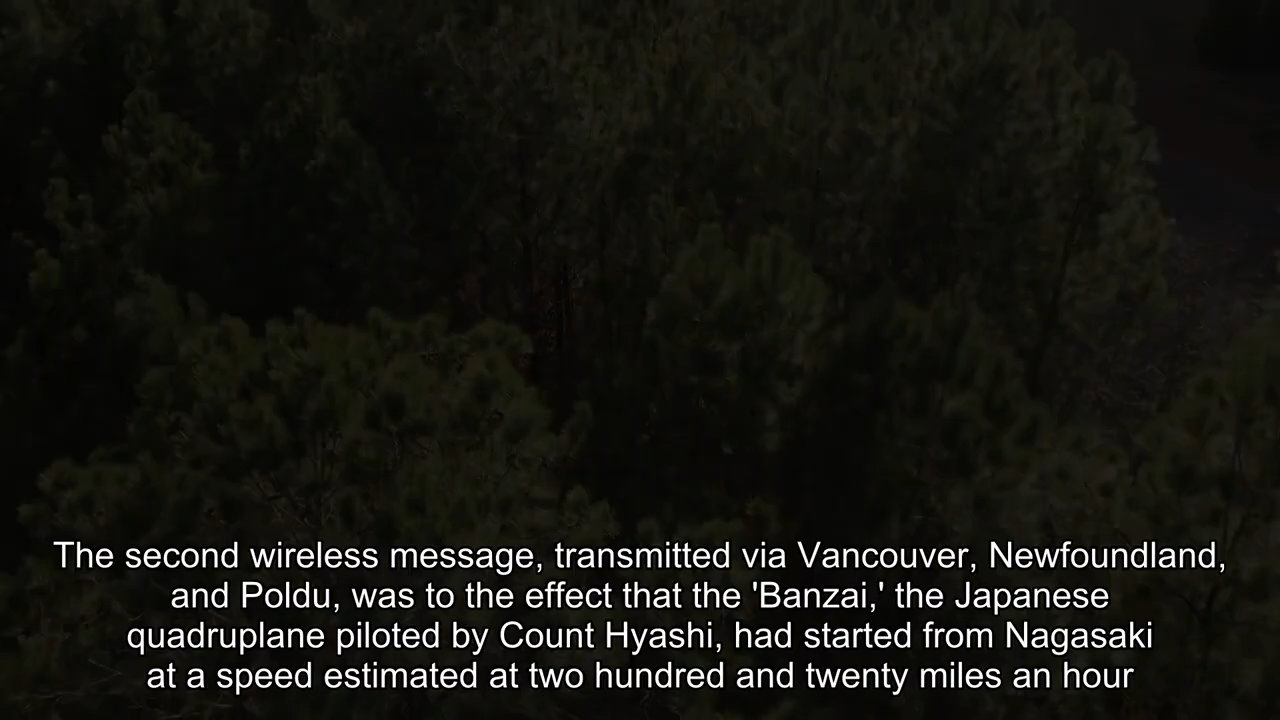 The second wireless message, transmitted via Vancouver, Newfoundland,
and Poldu, was to the effect that the 'Banzai,' the Japanese
quadruplane piloted by Count Hyashi, had started from Nagasaki
at a speed estimated at two hundred and twenty miles an hour